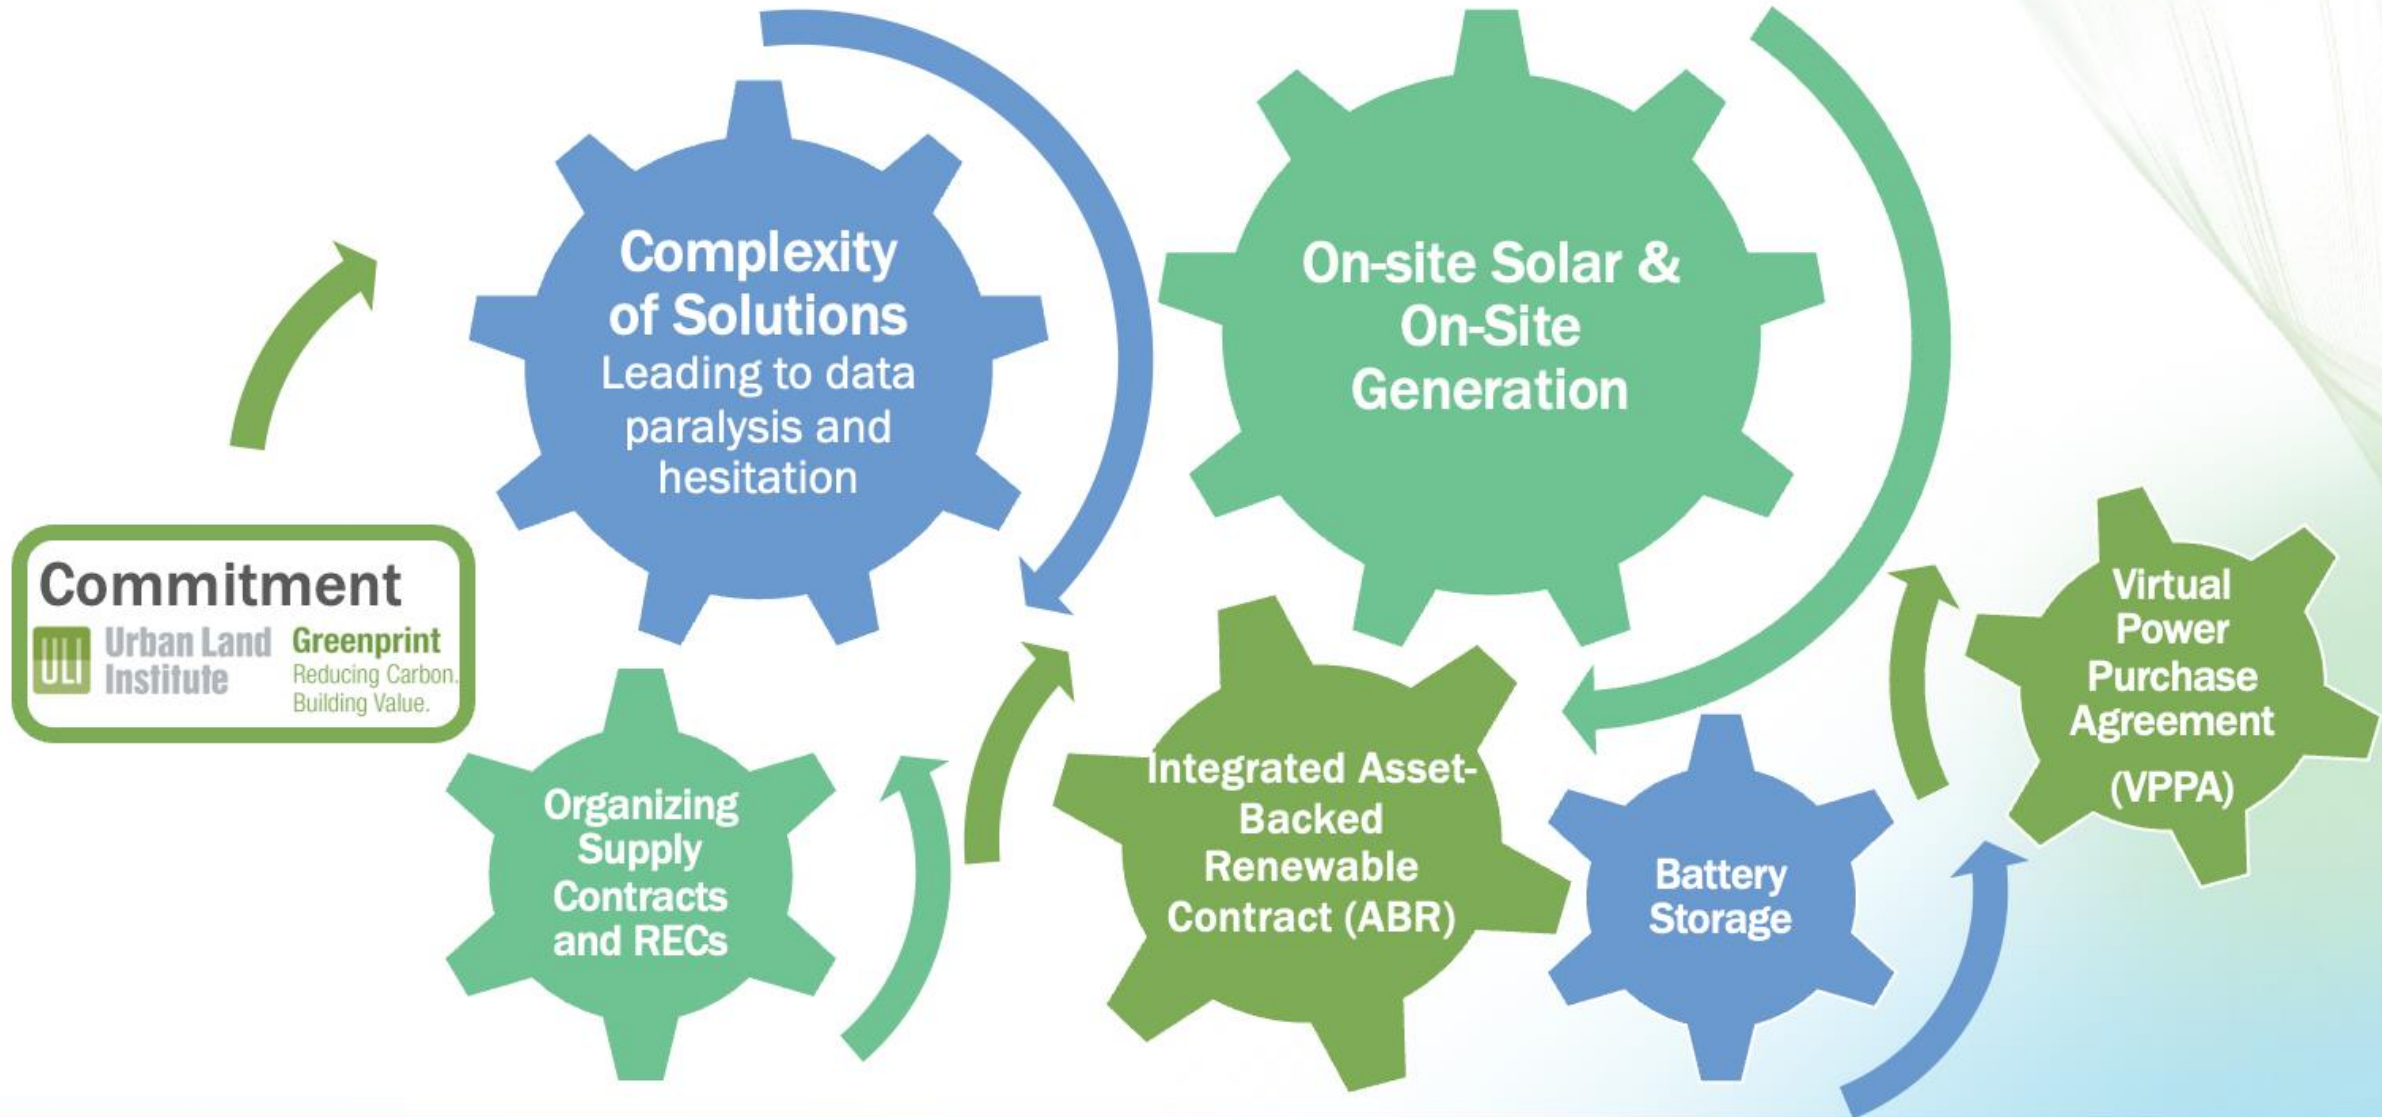 Complexity
of Solutions
Leading to data
paralysis and
hesitation
On-site Solar &
On-Site
Generation
Commitment
ULI
Urban Land
Institute
Greenprint
Reducing Carbon.
Building Value.
Organizing
Supply
Contracts
and RECs
Integrated Asset-
Backed
Renewable
Contract (ABR)
Battery
Storage
Virtual
Power
Purchase
Agreement
(VPPA)